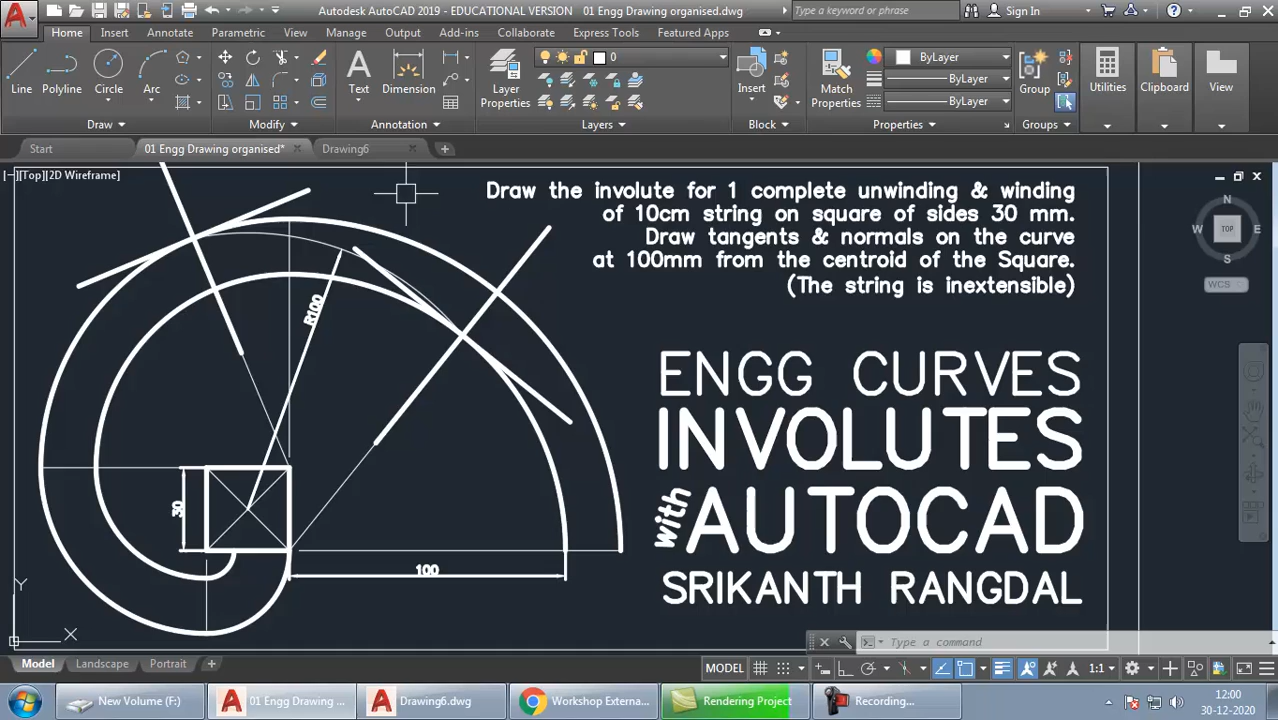 Autodesk AutoCAD 2019 - EDUCATIONAL VERSION 01 Engg Drawing organised.dwg
Type a keyword or phrase
Sign In
Home Insert Annotate Parametric View Manage Output Add-ins Collaborate Express Tools Featured Apps
0
ByLayer
ByLayer
ByLayer
Line Polyline Circle Arc Text Dimension Layer Properties Insert Match Properties Group Utilities Clipboard View
Draw Modify Annotation Layers Block Properties Groups
Start 01 Engg Drawing organised* Drawing6
[−][Top][2D Wireframe]
Draw the involute for 1 complete unwinding & winding
of 10cm string on square of sides 30 mm.
Draw tangents & normals on the curve
at 100mm from the centroid of the Square.
(The string is inextensible)
N
W TOP E
S
WCS
R100
30
100
ENGG CURVES
INVOLUTES
with AUTOCAD
SRIKANTH RANGDAL
Y
X
Type a command
Model Landscape Portrait
MODEL 1:1
New Volume (F:) 01 Engg Drawing ... Drawing6.dwg Workshop Externa... Rendering Project Recording...
12:00
30-12-2020